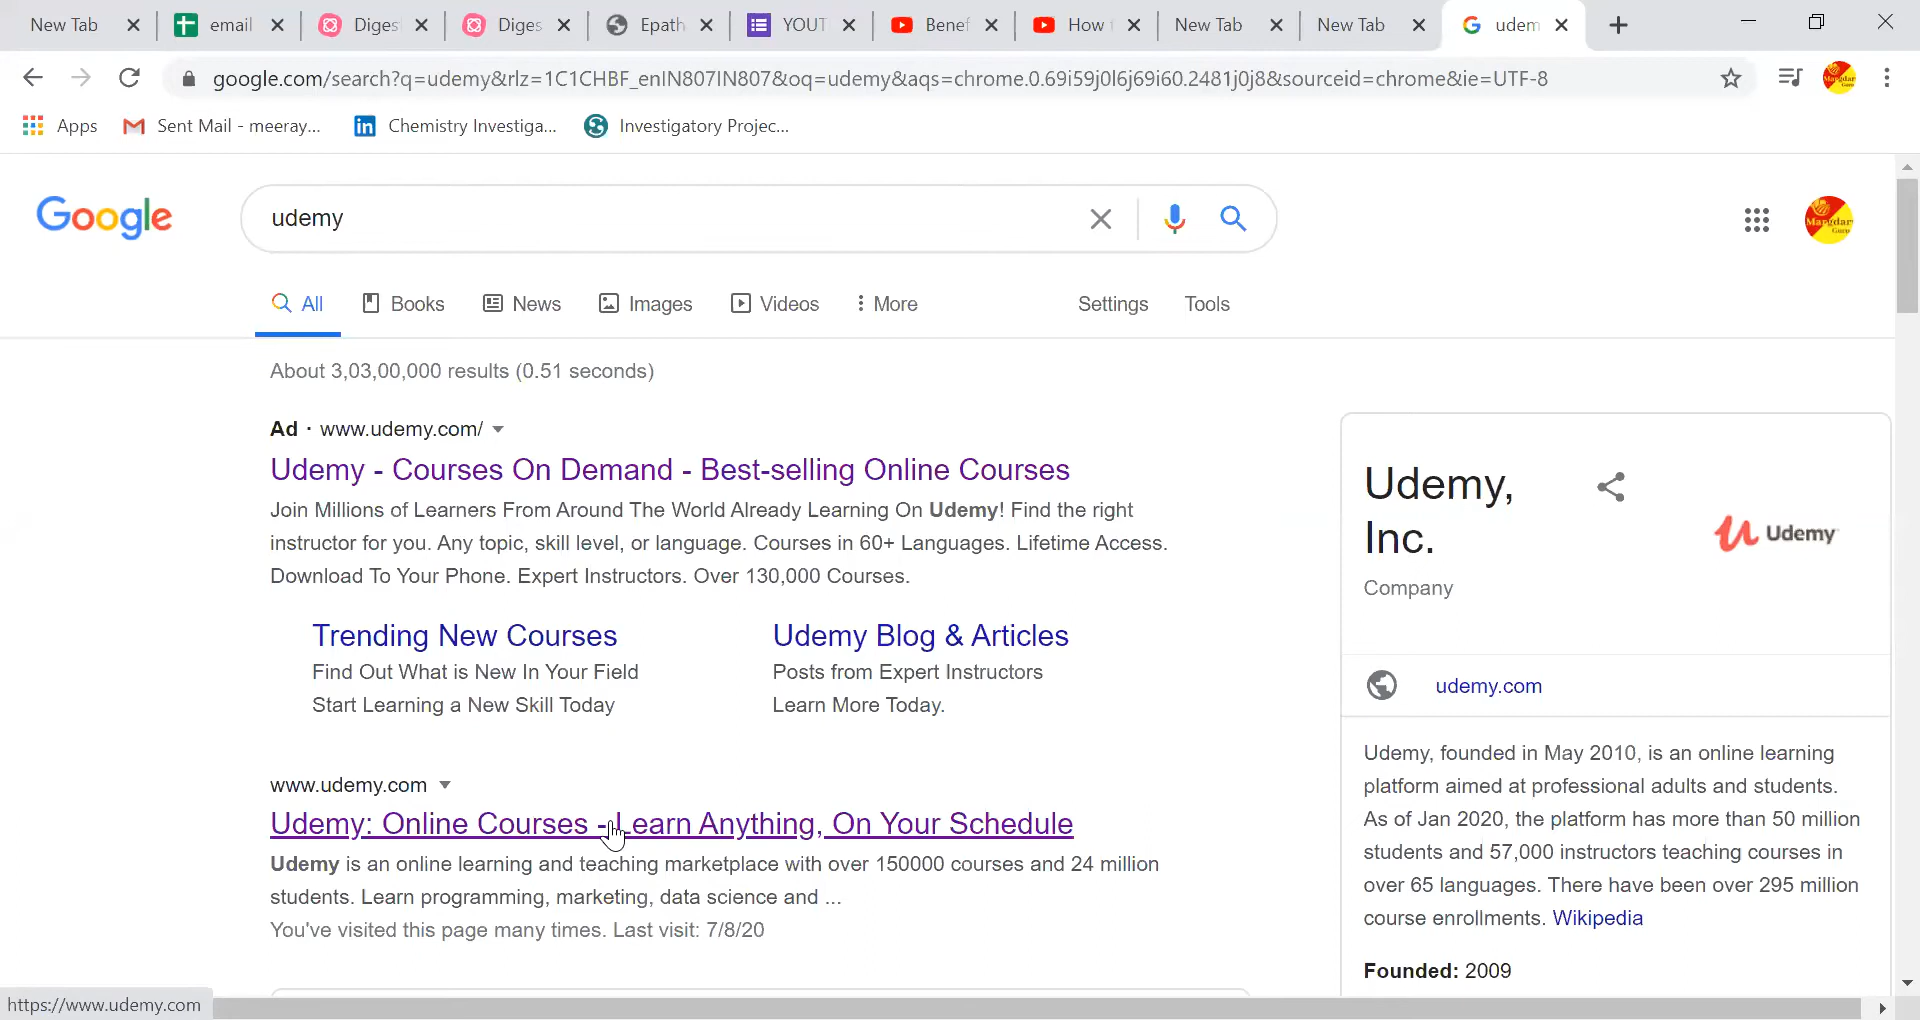 New Tab
email
Diges
Diges
Epath
YOUT
Benef
How
New Tab
New Tab
udem
google.com/search?q=udemy&rlz=1C1CHBF_enIN807IN807&oq=udemy&aqs=chrome.0.69i59j0l6j69i60.2481j0j8&sourceid=chrome&ie=UTF-8
Apps
Sent Mail - meeray...
Chemistry Investiga...
Investigatory Projec...
Google
udemy
Margdar
Guru
All
Books
News
Images
Videos
More
Settings
Tools
About 3,03,00,000 results (0.51 seconds)
Ad · www.udemy.com/
Udemy - Courses On Demand - Best-selling Online Courses
Join Millions of Learners From Around The World Already Learning On Udemy! Find the right
instructor for you. Any topic, skill level, or language. Courses in 60+ Languages. Lifetime Access.
Download To Your Phone. Expert Instructors. Over 130,000 Courses.
Trending New Courses
Find Out What is New In Your Field
Start Learning a New Skill Today
Udemy Blog & Articles
Posts from Expert Instructors
Learn More Today.
www.udemy.com
Udemy: Online Courses - Learn Anything, On Your Schedule
Udemy is an online learning and teaching marketplace with over 150000 courses and 24 million
students. Learn programming, marketing, data science and ...
You've visited this page many times. Last visit: 7/8/20
Udemy,
Inc.
Company
Udemy
udemy.com
Udemy, founded in May 2010, is an online learning
platform aimed at professional adults and students.
As of Jan 2020, the platform has more than 50 million
students and 57,000 instructors teaching courses in
over 65 languages. There have been over 295 million
course enrollments. Wikipedia
Founded: 2009
https://www.udemy.com